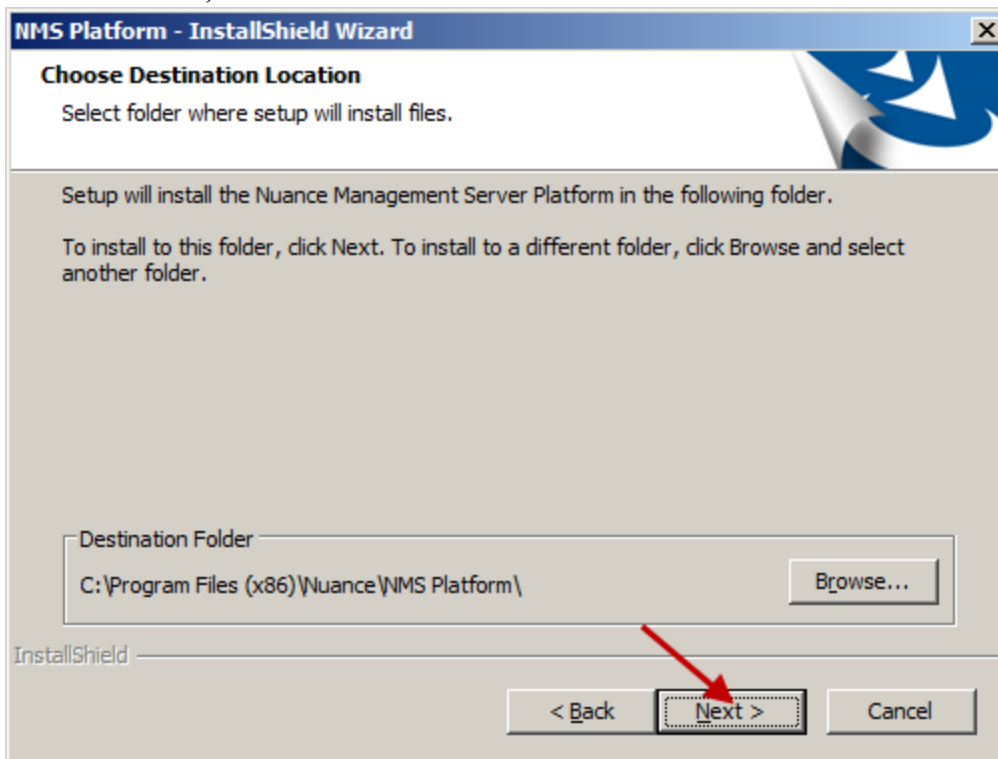 NMS Platform - InstallShield Wizard
Choose Destination Location
Select folder where setup will install files.
Setup will install the Nuance Management Server Platform in the following folder.
To install to this folder, click Next. To install to a different folder, click Browse and select
another folder.
Destination Folder
C:\Program Files (x86)\Nuance\NMS Platform\
Browse...
InstallShield
< Back
Next >
Cancel